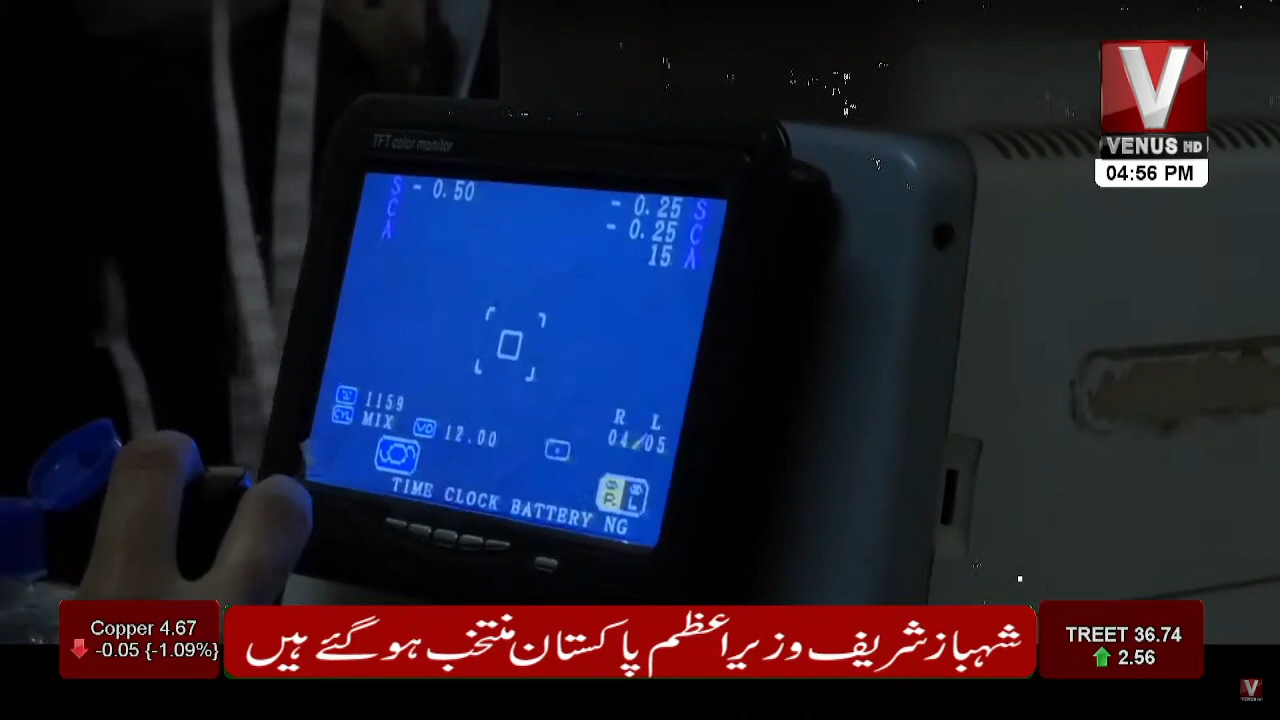 V
VENUS HD
04:56 PM
TFT color monitor
S - 0.50
C
A
- 0.25 S
- 0.25 C
15 A
1159
CYL MIX
VD 12.00
R L
04/05
R L
TIME CLOCK BATTERY NG
Copper 4.67
-0.05 {-1.09%}
شہباز شریف وزیراعظم پاکستان منتخب ہو گئے ہیں
TREET 36.74
2.56
V